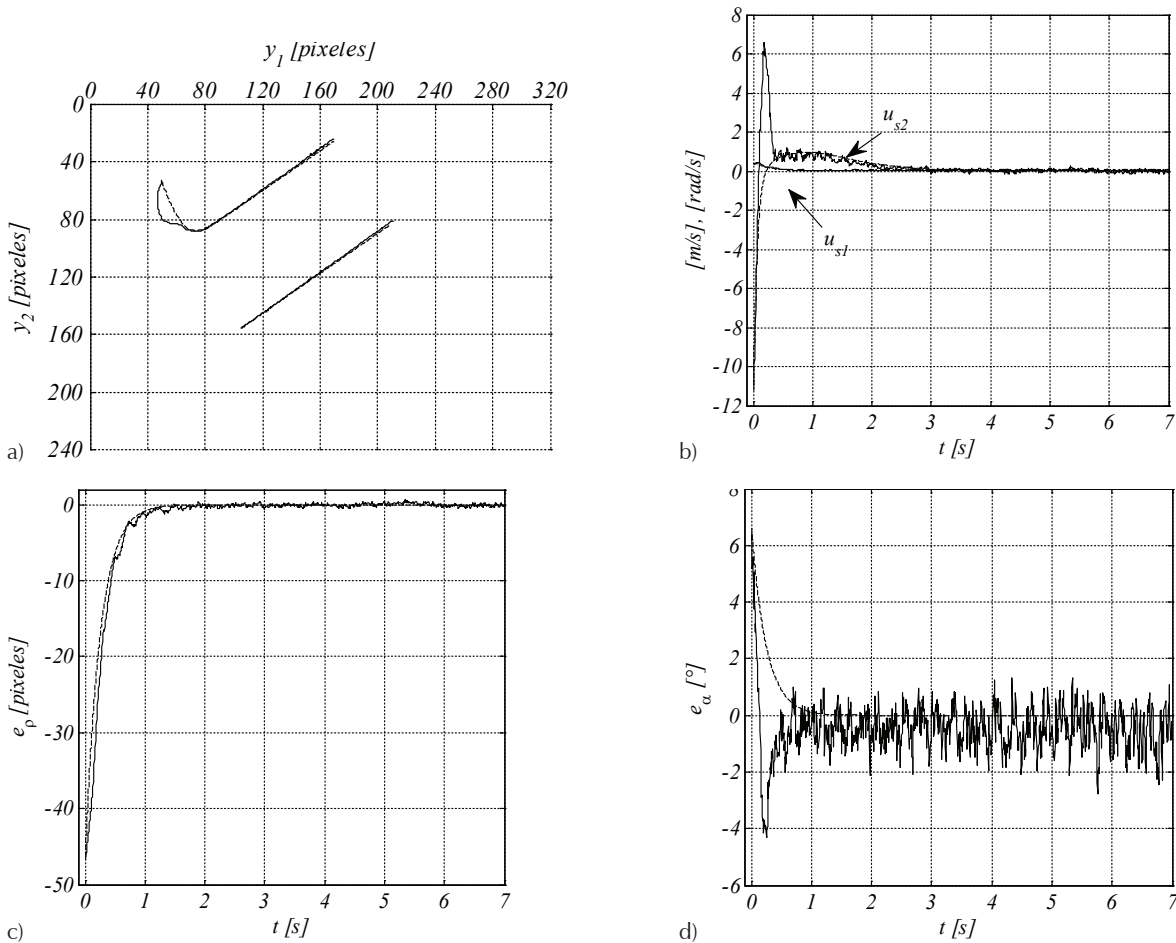 y1 [pixeles]
0 40 80 120 160 200 240 280 320
0
40
80
120
160
200
240
y2 [pixeles]
a)
8
6
4
2
0
-2
-4
-6
-8
-10
-12
[m/s], [rad/s]
us2
us1
0 1 2 3 4 5 6 7
t [s]
b)
0
-10
-20
-30
-40
-50
eρ [pixeles]
0 1 2 3 4 5 6 7
t [s]
c)
8
6
4
2
0
-2
-4
-6
eα [°]
0 1 2 3 4 5 6 7
t [s]
d)